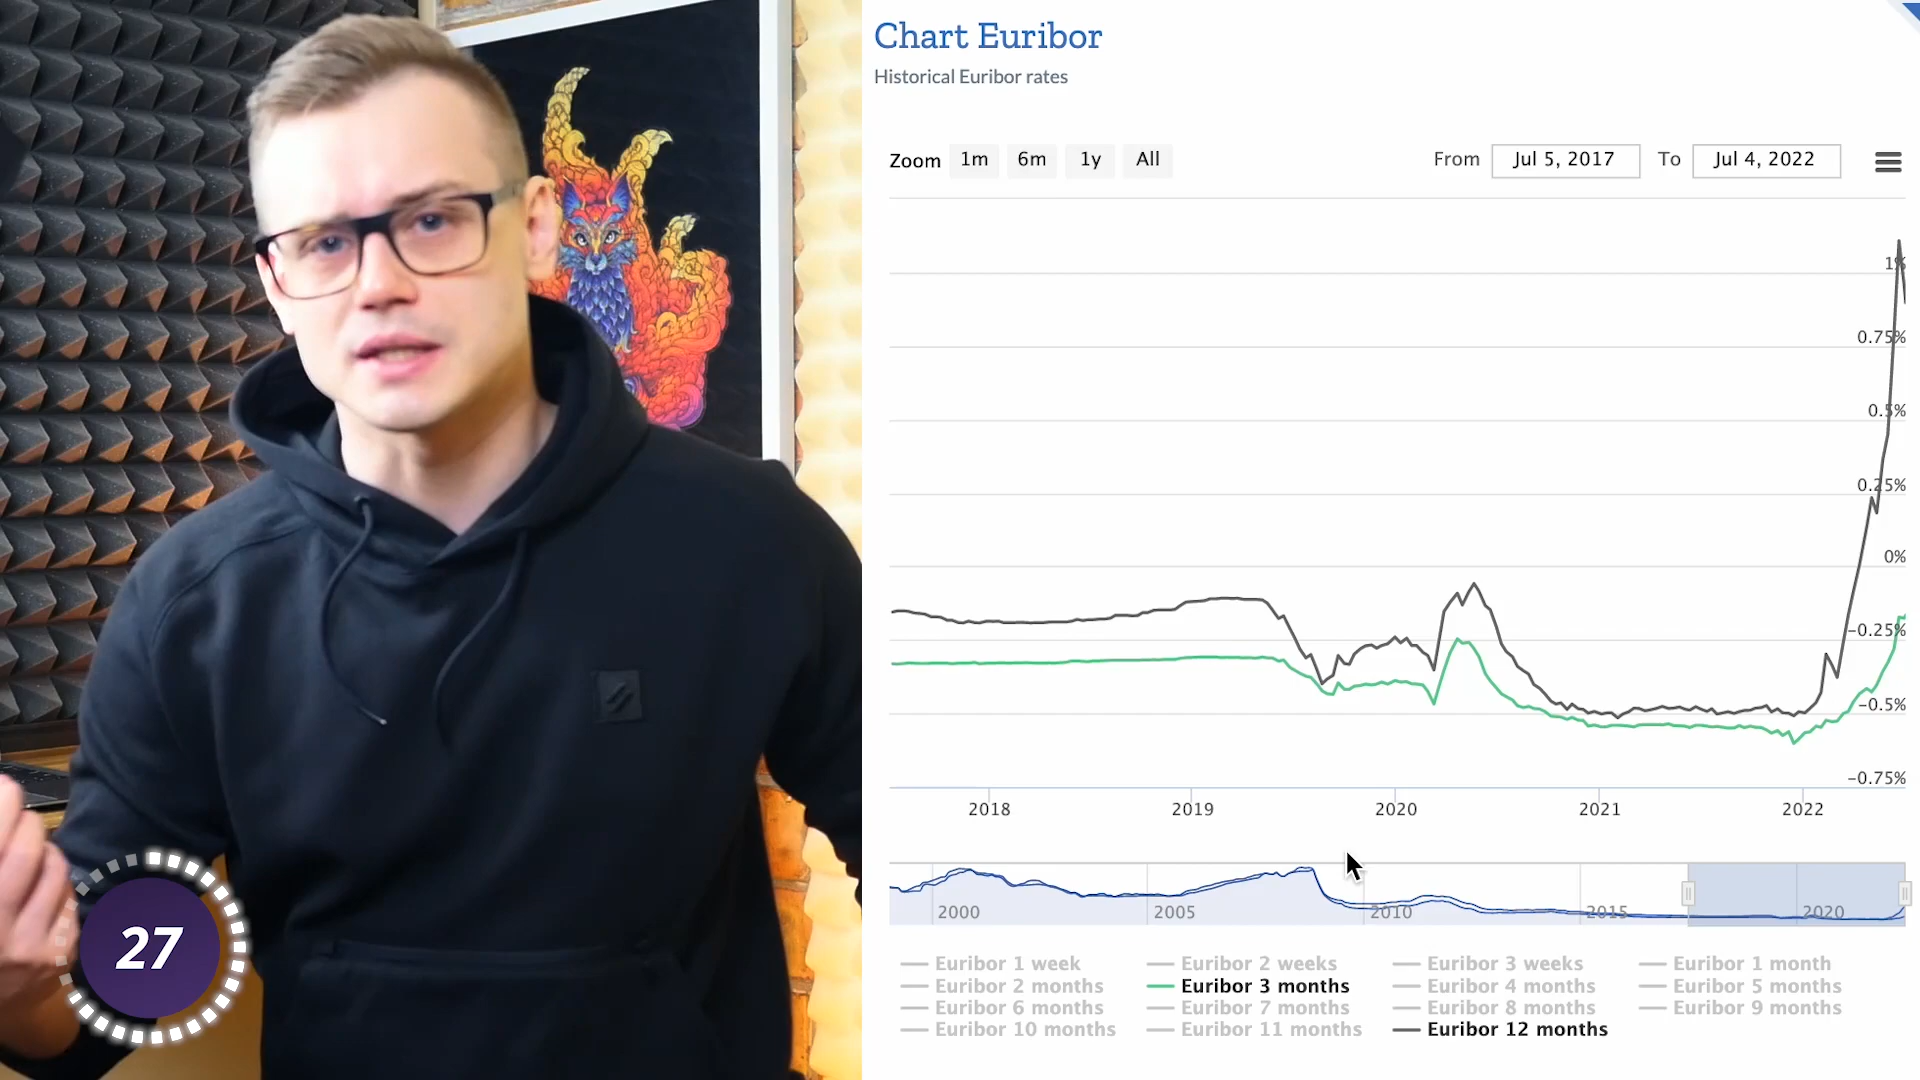 Chart Euribor
Historical Euribor rates
Zoom 1m 6m 1y All From Jul 5, 2017 To Jul 4, 2022
1%
0.75%
0.5%
0.25%
0%
-0.25%
-0.5%
-0.75%
2018 2019 2020 2021 2022
2000 2005 2010 2015 2020
Euribor 1 week Euribor 2 weeks Euribor 3 weeks Euribor 1 month
Euribor 2 months Euribor 3 months Euribor 4 months Euribor 5 months
Euribor 6 months Euribor 7 months Euribor 8 months Euribor 9 months
Euribor 10 months Euribor 11 months Euribor 12 months
27